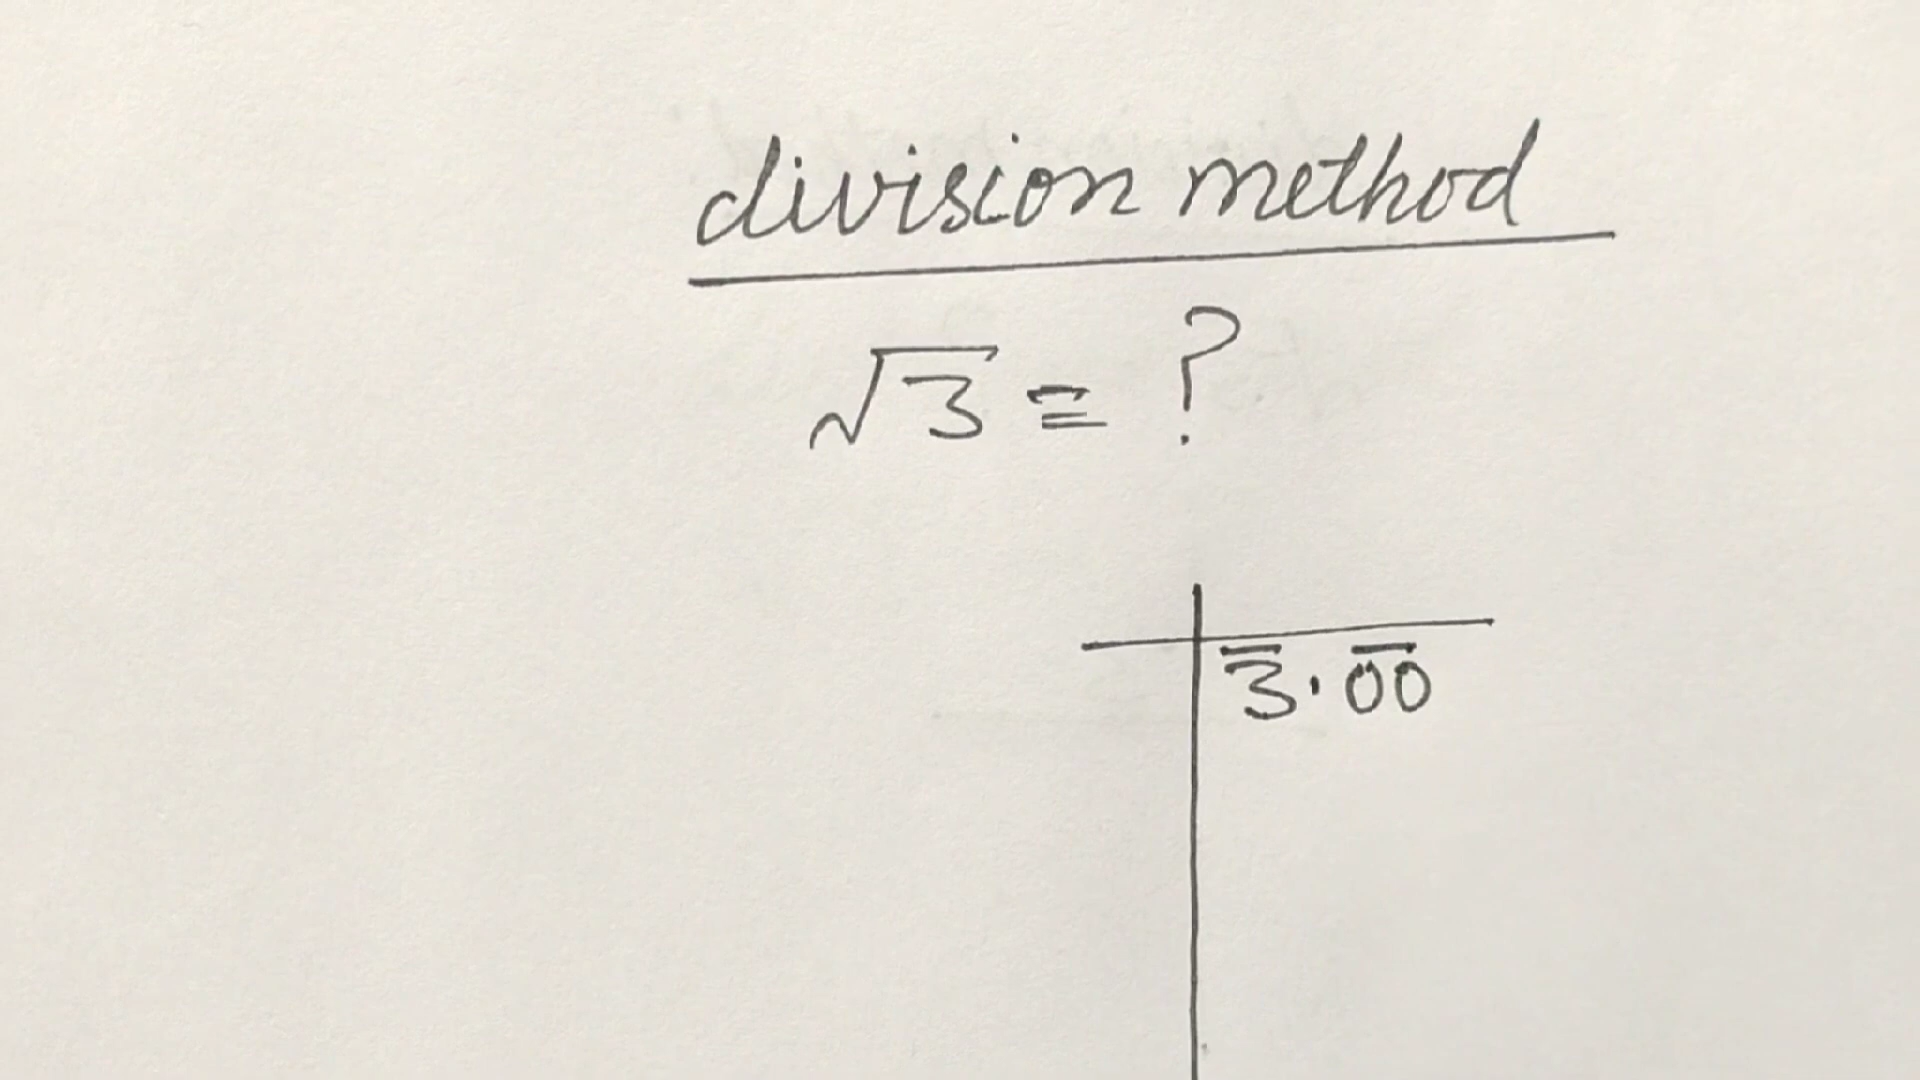 division method
√3 = ?
3.00